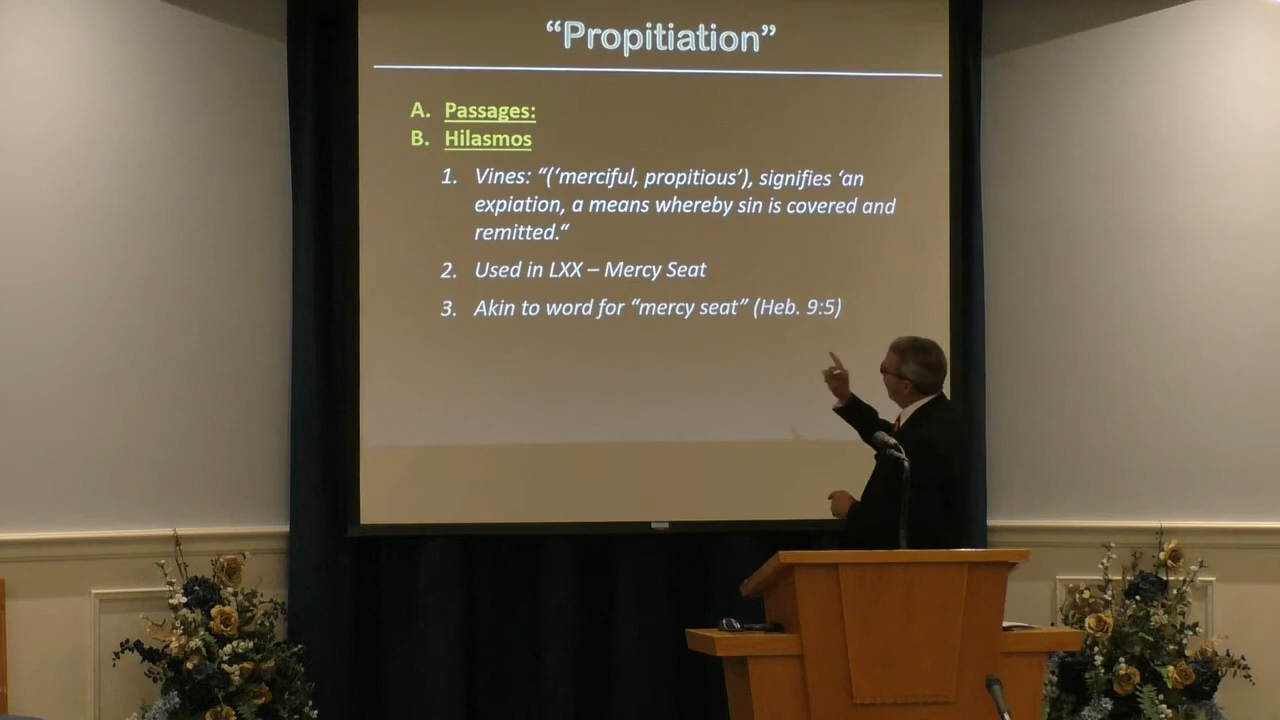 “Propitiation”
A. Passages:
B. Hilasmos
1. Vines: “(‘merciful, propitious’), signifies ‘an
expiation, a means whereby sin is covered and
remitted.“
2. Used in LXX – Mercy Seat
3. Akin to word for “mercy seat” (Heb. 9:5)